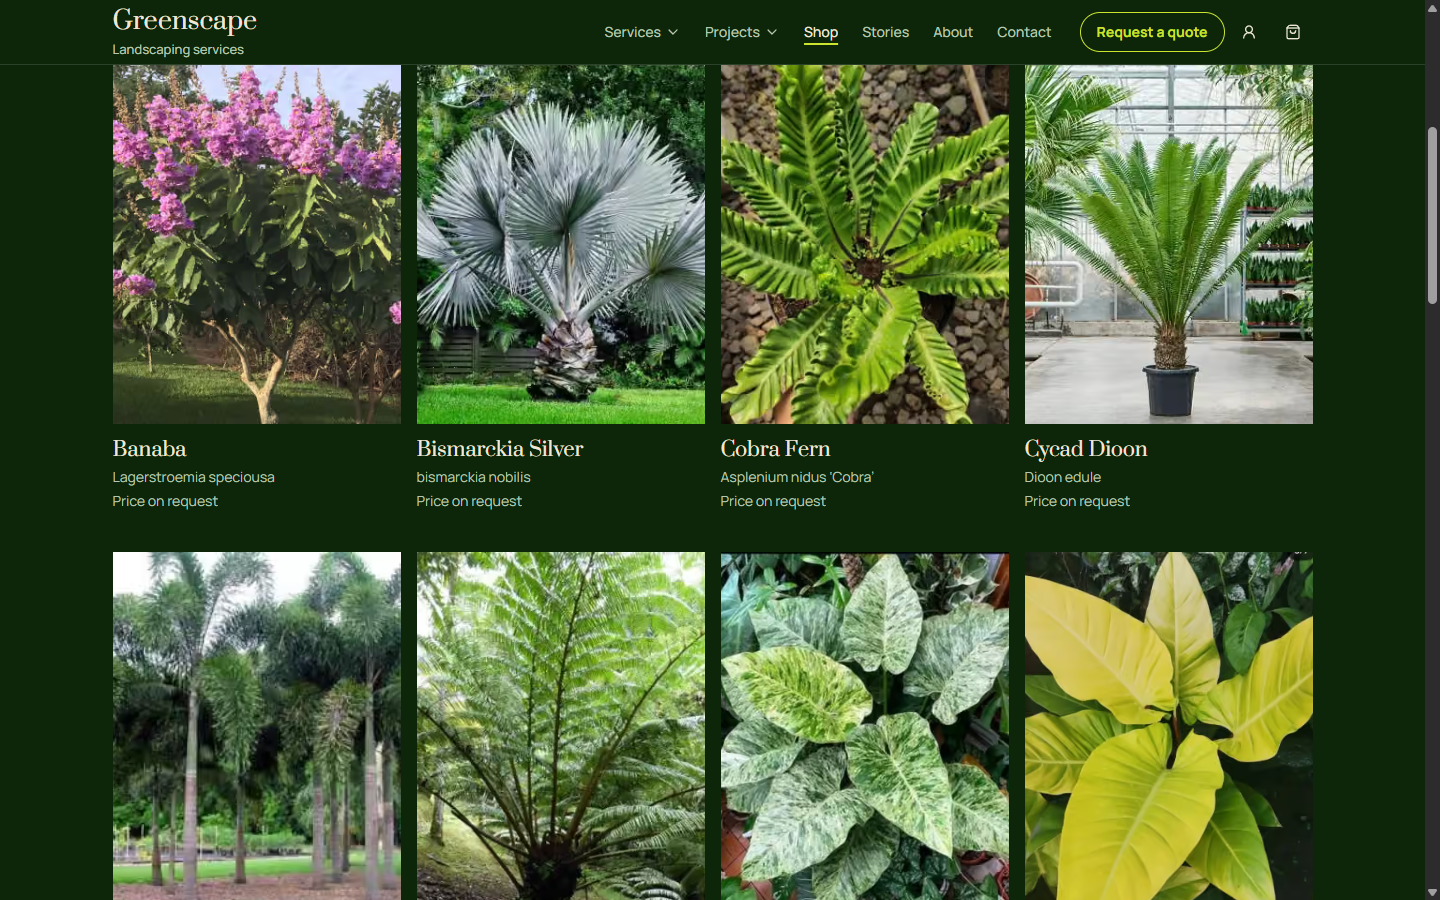 Greenscape
Landscaping services
Services
Projects
Shop
Stories
About
Contact
Request a quote
Banaba
Lagerstroemia speciousa
Price on request
Bismarckia Silver
bismarckia nobilis
Price on request
Cobra Fern
Asplenium nidus ‘Cobra’
Price on request
Cycad Dioon
Dioon edule
Price on request